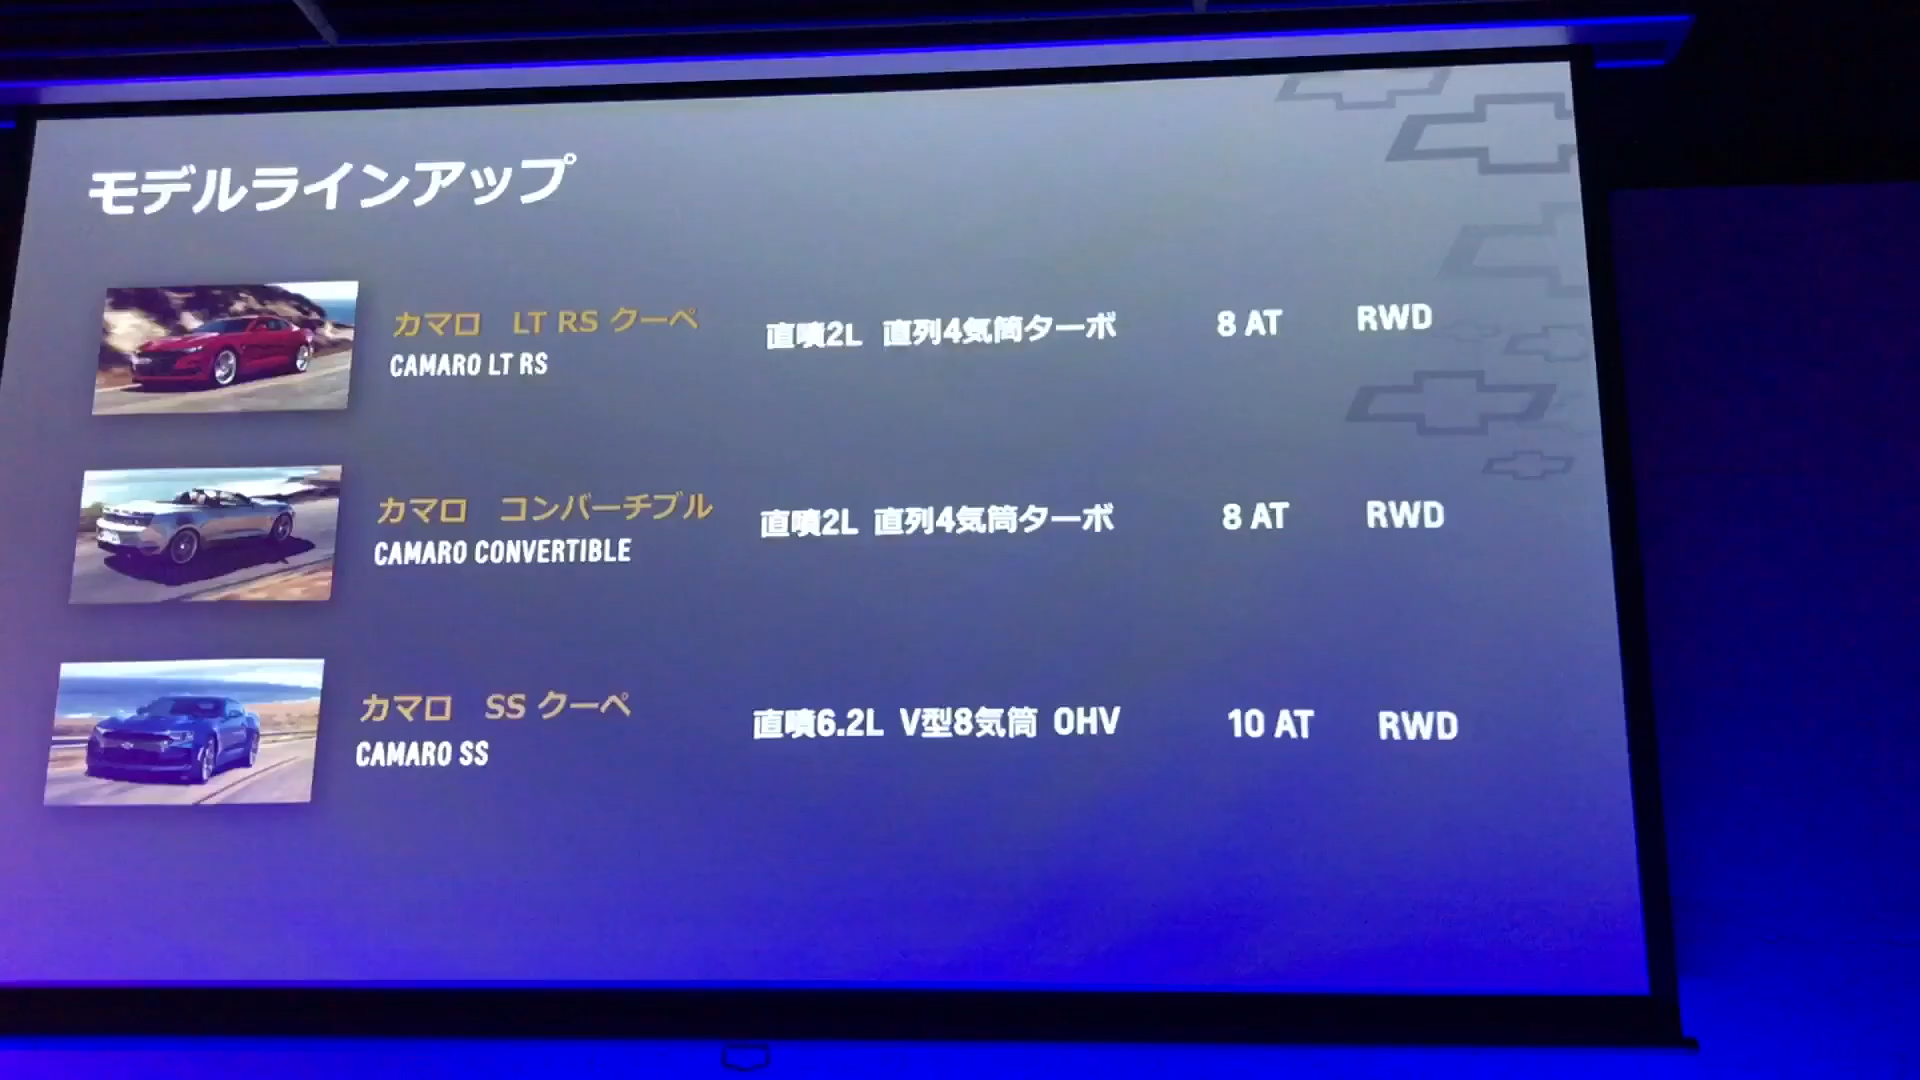 モデルラインアップ
カマロ LT RS クーペ 直噴2L 直列4気筒ターボ 8 AT RWD
CAMARO LT RS
カマロ コンバーチブル 直噴2L 直列4気筒ターボ 8 AT RWD
CAMARO CONVERTIBLE
カマロ SS クーペ 直噴6.2L V型8気筒 OHV 10 AT RWD
CAMARO SS